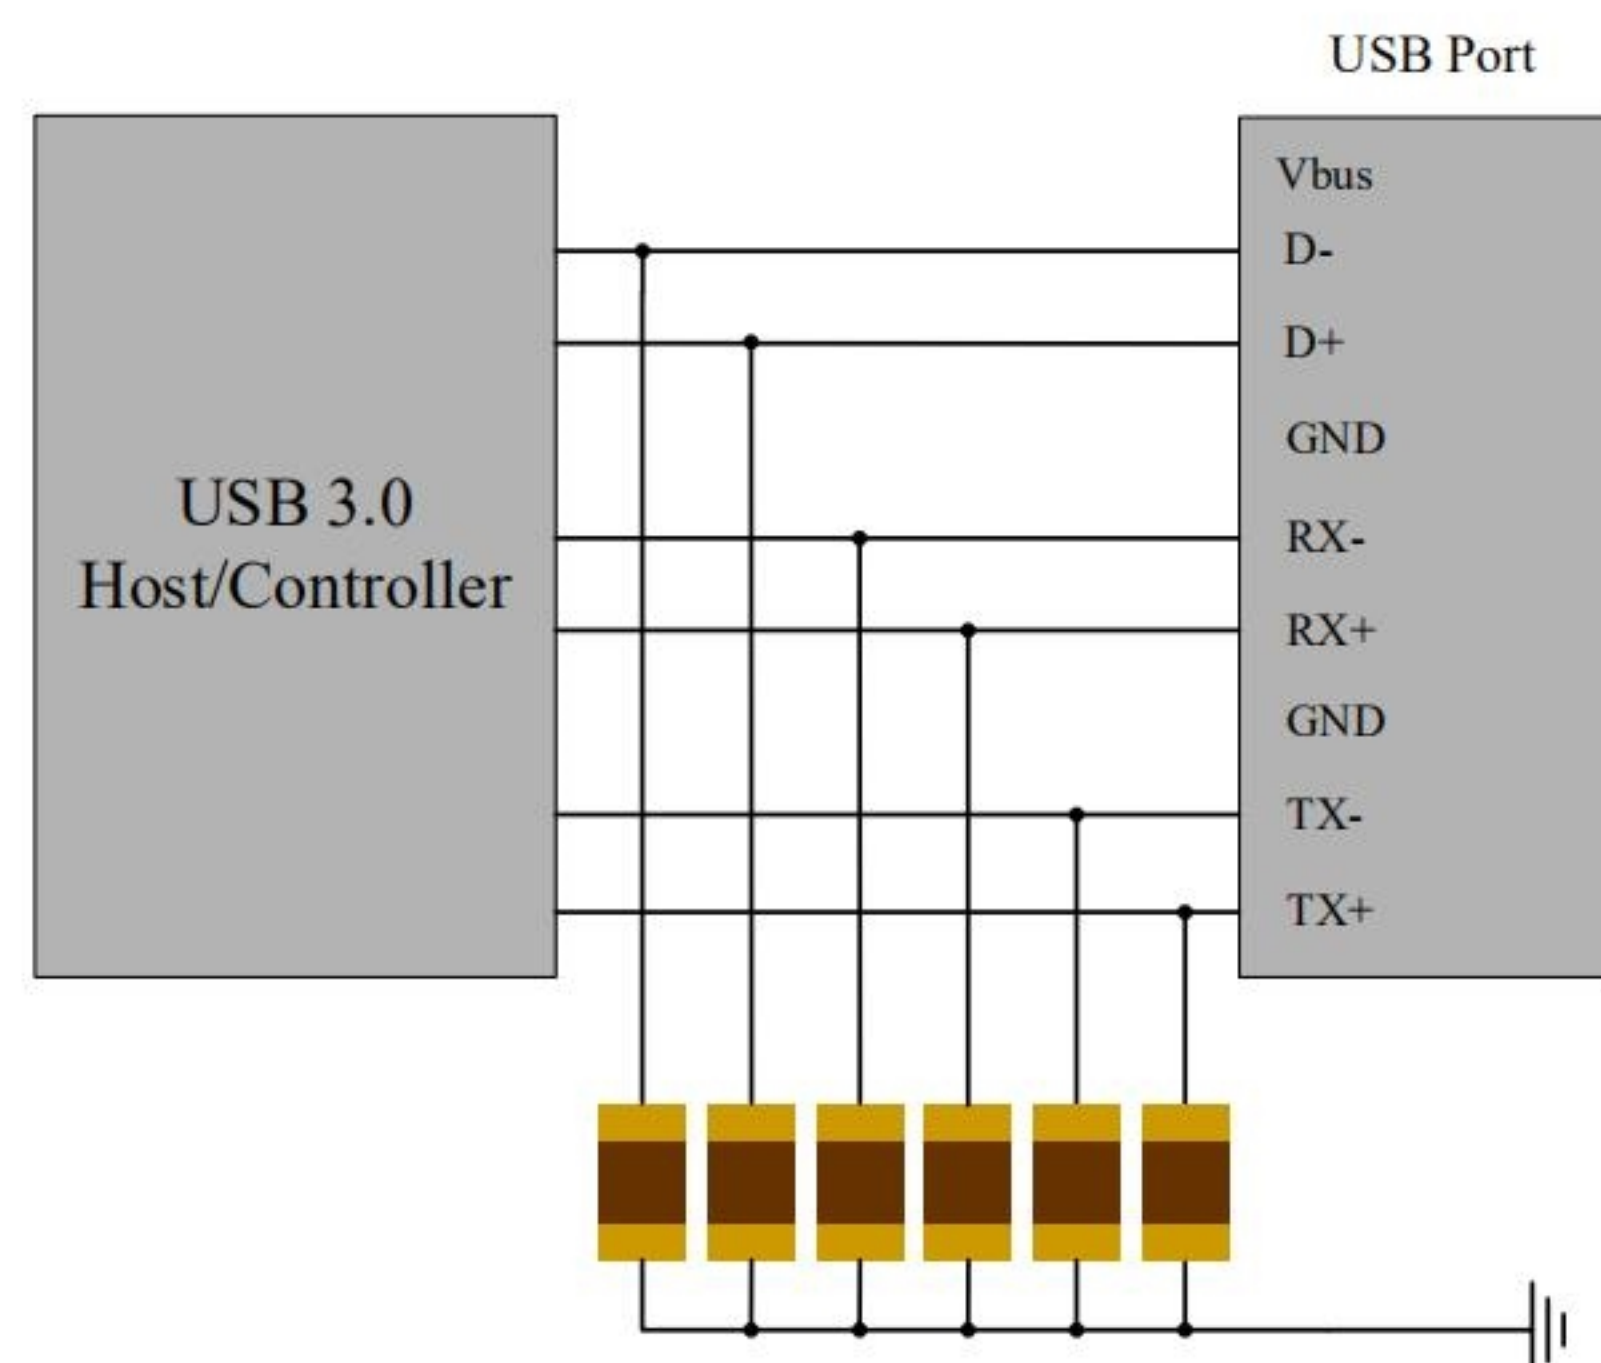 USB Port
USB 3.0
Host/Controller
Vbus
D-
D+
GND
RX-
RX+
GND
TX-
TX+